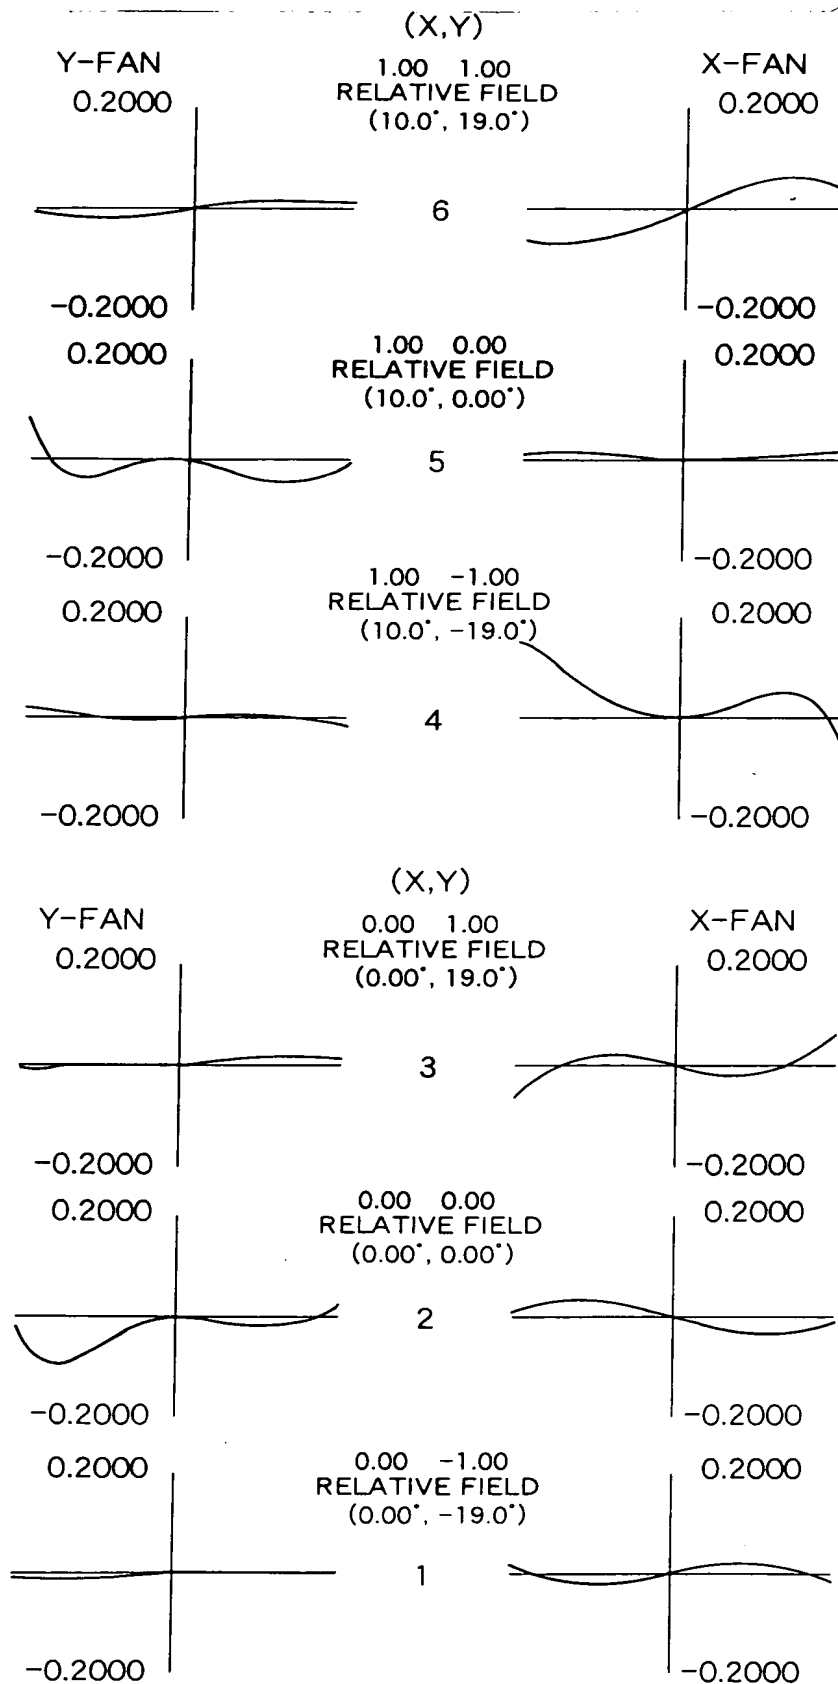 (X,Y)
Y-FAN 1.00 1.00 X-FAN
0.2000 RELATIVE FIELD 0.2000
(10.0°, 19.0°)
6
-0.2000 -0.2000
0.2000 1.00 0.00 0.2000
RELATIVE FIELD
(10.0°, 0.00°)
5
-0.2000 -0.2000
1.00 -1.00
0.2000 RELATIVE FIELD 0.2000
(10.0°, -19.0°)
4
-0.2000 -0.2000
(X,Y)
Y-FAN 0.00 1.00 X-FAN
0.2000 RELATIVE FIELD 0.2000
(0.00°, 19.0°)
3
-0.2000 -0.2000
0.2000 0.00 0.00 0.2000
RELATIVE FIELD
(0.00°, 0.00°)
2
-0.2000 -0.2000
0.2000 0.00 -1.00 0.2000
RELATIVE FIELD
(0.00°, -19.0°)
1
-0.2000 -0.2000